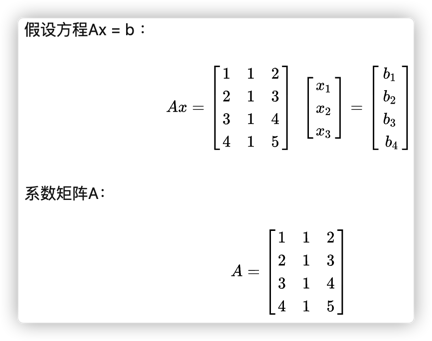 假设方程Ax = b：
Ax = \begin{bmatrix} 1 & 1 & 2 \\ 2 & 1 & 3 \\ 3 & 1 & 4 \\ 4 & 1 & 5 \end{bmatrix} \begin{bmatrix} x_1 \\ x_2 \\ x_3 \end{bmatrix} = \begin{bmatrix} b_1 \\ b_2 \\ b_3 \\ b_4 \end{bmatrix}
系数矩阵A：
A = \begin{bmatrix} 1 & 1 & 2 \\ 2 & 1 & 3 \\ 3 & 1 & 4 \\ 4 & 1 & 5 \end{bmatrix}